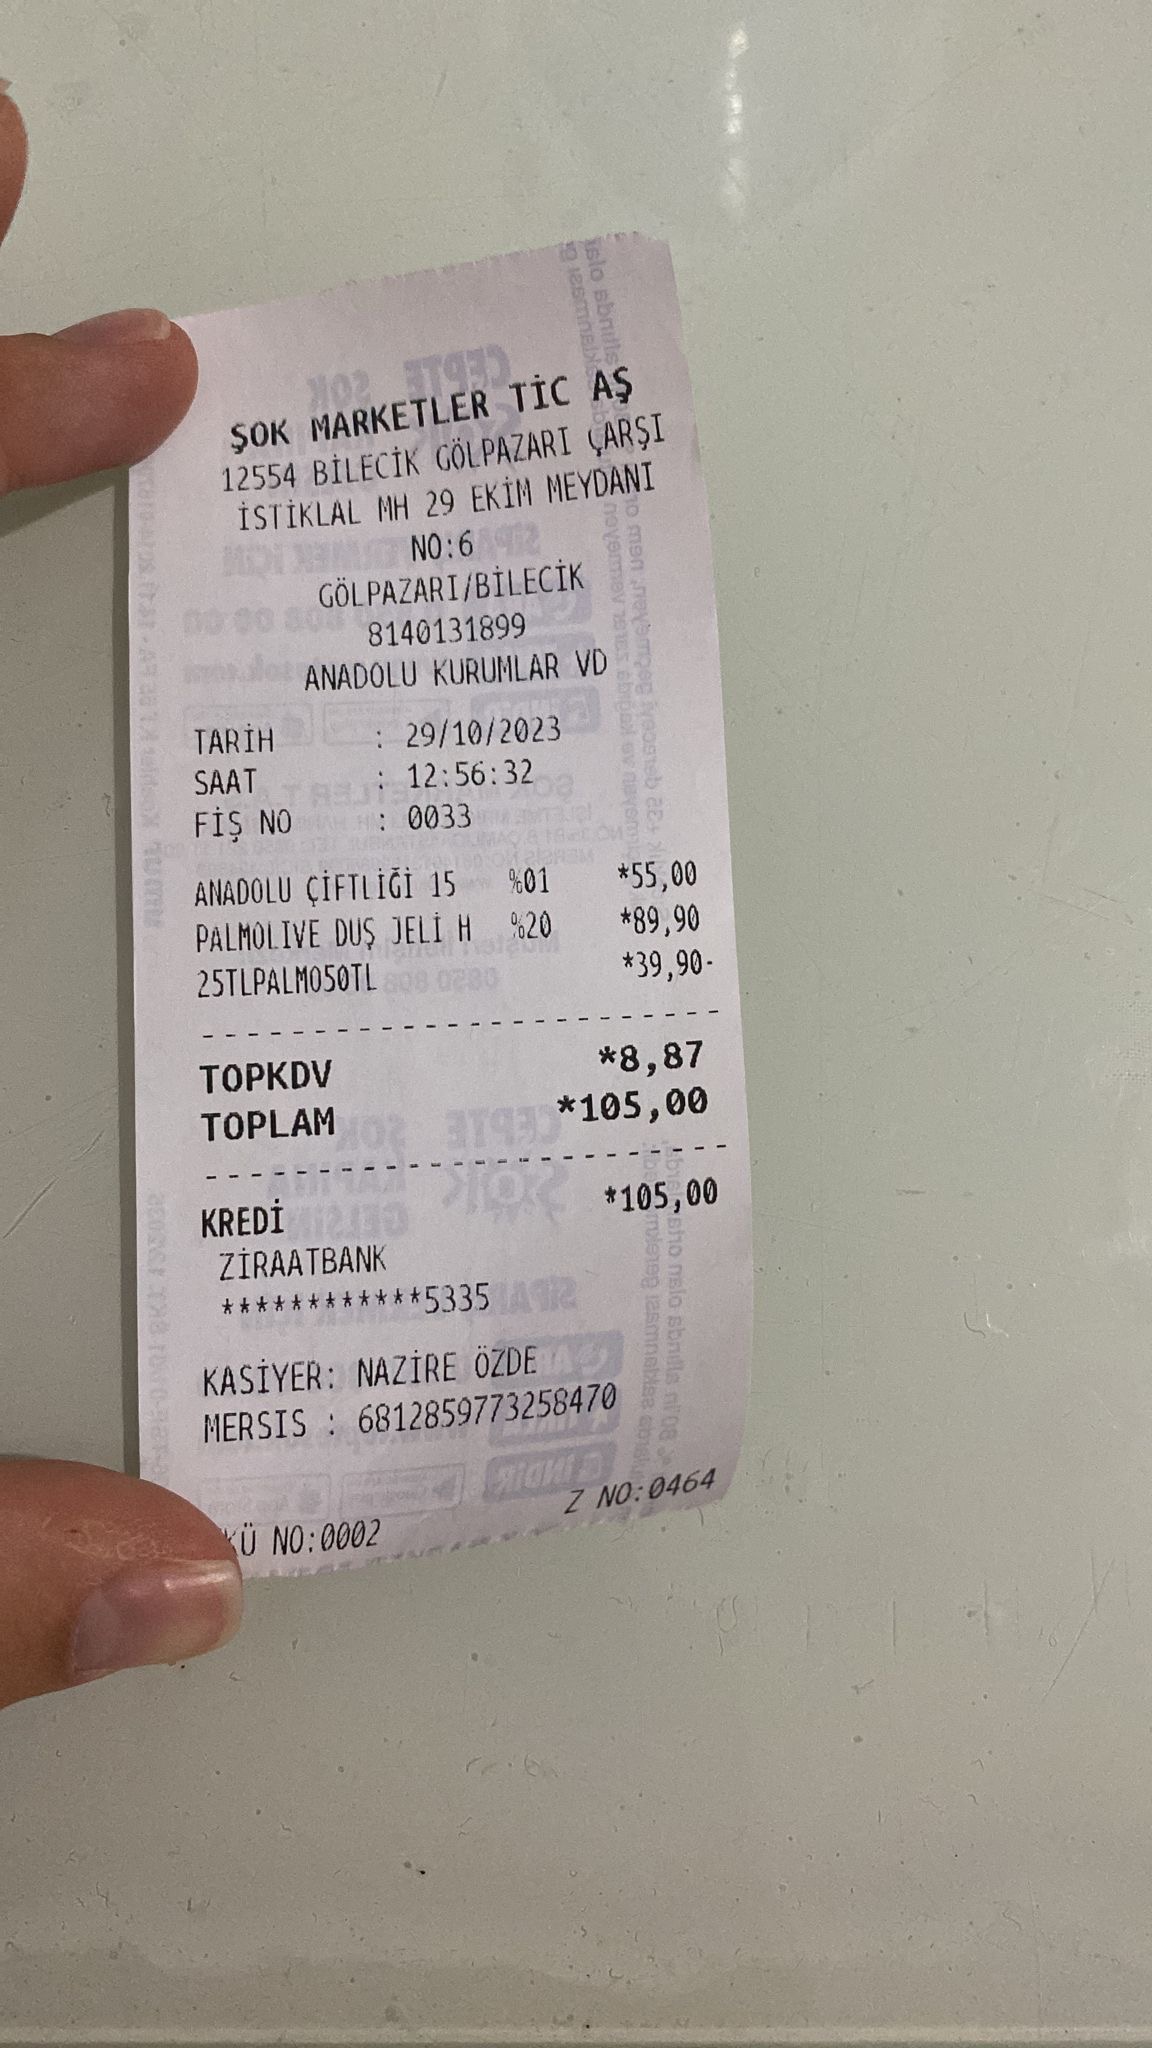 ŞOK MARKETLER TİC AŞ
12554 BİLECİK GÖLPAZARI ÇARŞI
İSTİKLAL MH 29 EKİM MEYDANI
NO:6
GÖLPAZARI/BİLECİK
8140131899
ANADOLU KURUMLAR VD
TARİH : 29/10/2023
SAAT : 12:56:32
FİŞ NO : 0033
ANADOLU ÇİFTLİĞİ 15 %01 *55,00
PALMOLIVE DUŞ JELİ H %20 *89,90
25TLPALMO50TL *39,90-
TOPKDV *8,87
TOPLAM *105,00
KREDİ *105,00
ZİRAATBANK
************5335
KASİYER: NAZİRE ÖZDE
MERSIS : 6812859773258470
Z NO:0464
KÜ NO:0002